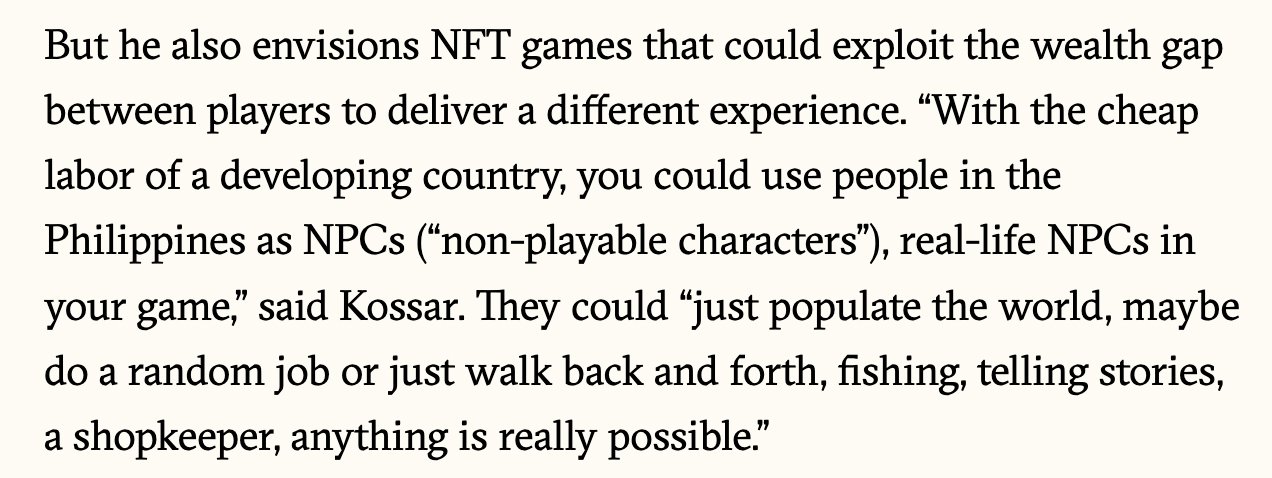 But he also envisions NFT games that could exploit the wealth gap
between players to deliver a different experience. “With the cheap
labor of a developing country, you could use people in the
Philippines as NPCs (“non-playable characters”), real-life NPCs in
your game,” said Kossar. They could “just populate the world, maybe
do a random job or just walk back and forth, fishing, telling stories,
a shopkeeper, anything is really possible.”